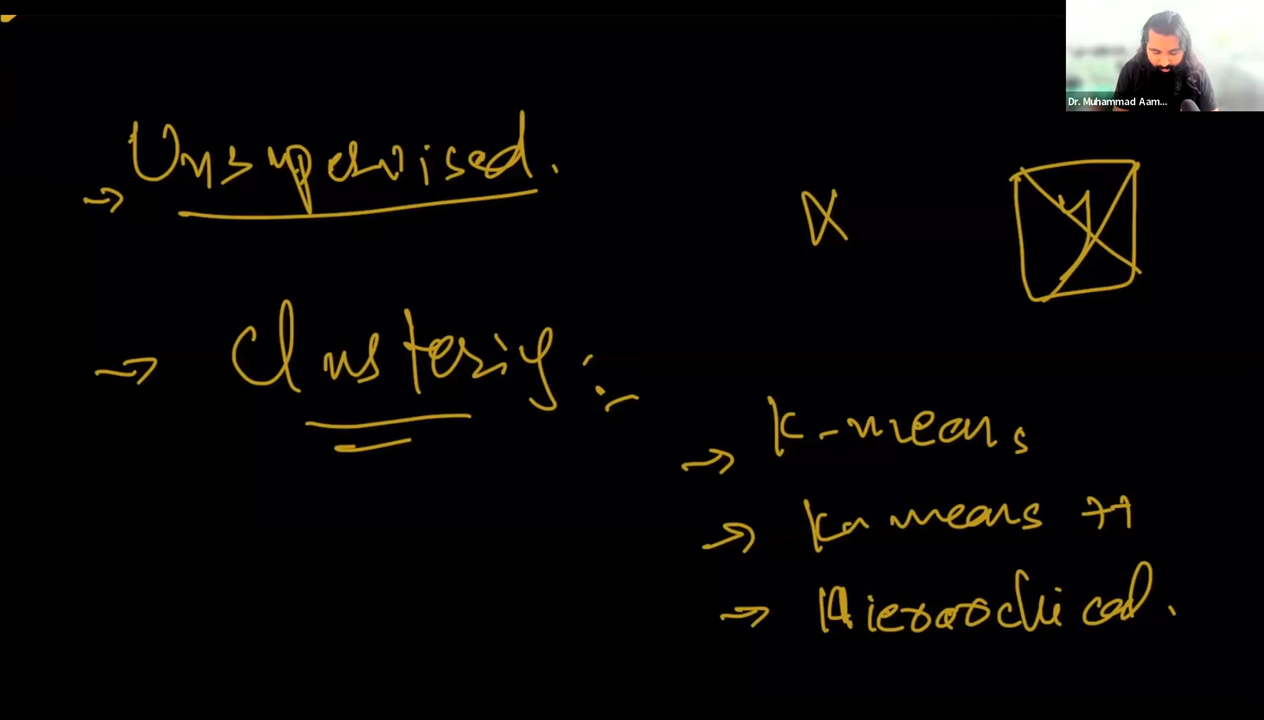 Dr. Muhammad Aam...
→ Unsupervised.
X y
→ Clustering :-
→ K-means
→ K-means ++
→ Hierarchical.